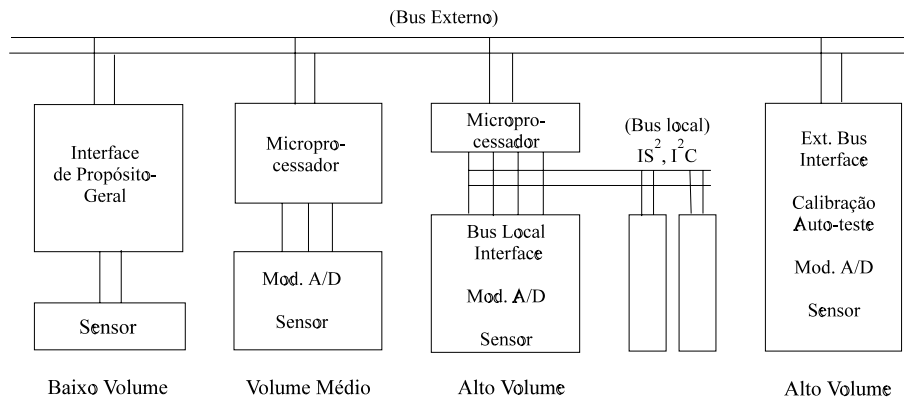 (Bus Externo)
Interface
de Propósito-
Geral
Sensor
Baixo Volume
Micropro-
cessador
Mod. A/D
Sensor
Volume Médio
Micropro-
cessador
Bus Local
Interface
Mod. A/D
Sensor
Alto Volume
(Bus local)
IS², I²C
Ext. Bus
Interface
Calibração
Auto-teste
Mod. A/D
Sensor
Alto Volume